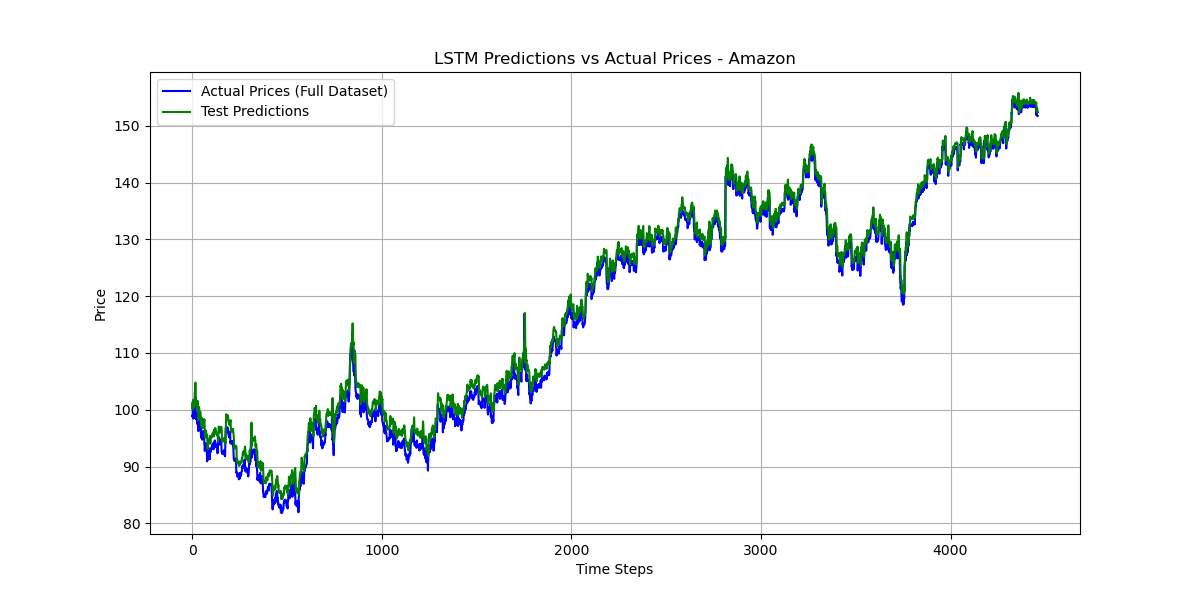 LSTM Predictions vs Actual Prices - Amazon
Actual Prices (Full Dataset)
Test Predictions
Price
150
140
130
120
110
100
90
80
0 1000 2000 3000 4000
Time Steps